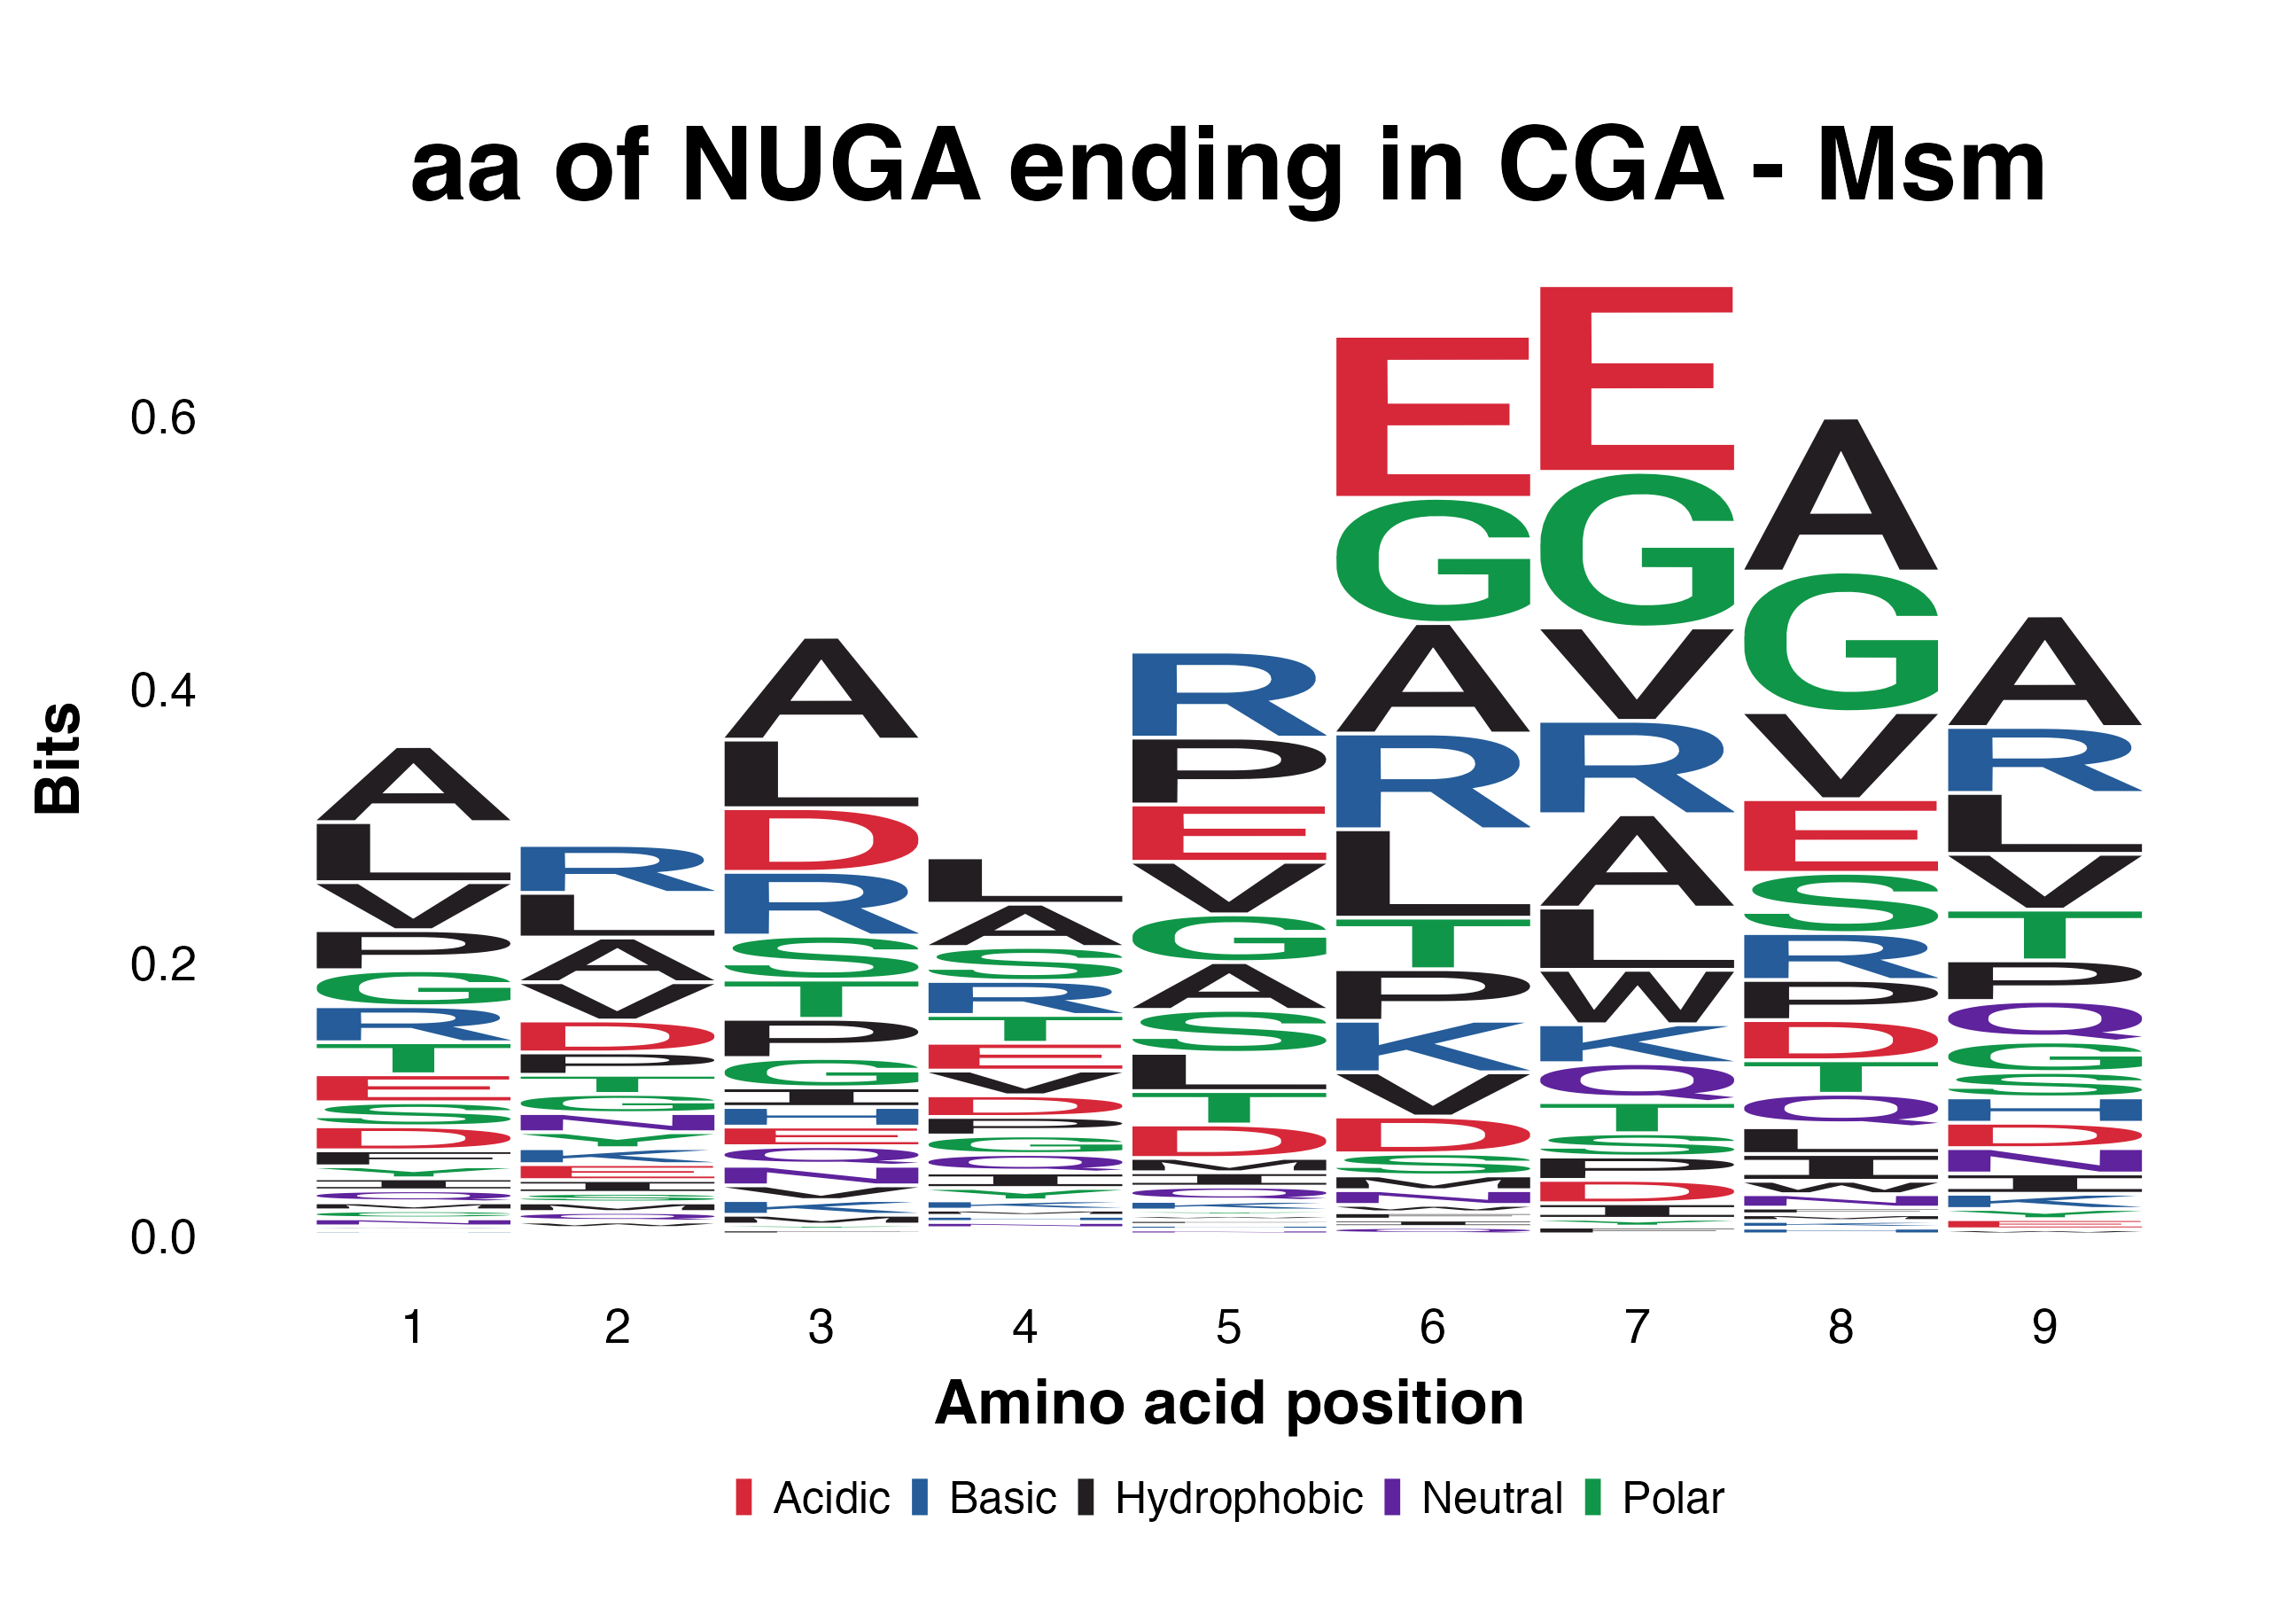 aa of NUGA ending in CGA - Msm
Bits
0.6
0.4
0.2
0.0
A L V P G R T E S D F Y I Q
R L A V D P T G N Y K E I S M Q W
A L D R S T P G I H E Q N V K M F
L A S R T E V D P G Q I Y
R P E V G A S L T D M I Q K
E G A R L T P K V D S M N
E G V R A L W K Q T S P D I Y
A G V E S R P D T Q L I W N
A R L V T P Q G S H D N I K Y E
1 2 3 4 5 6 7 8 9
Amino acid position
Acidic Basic Hydrophobic Neutral Polar